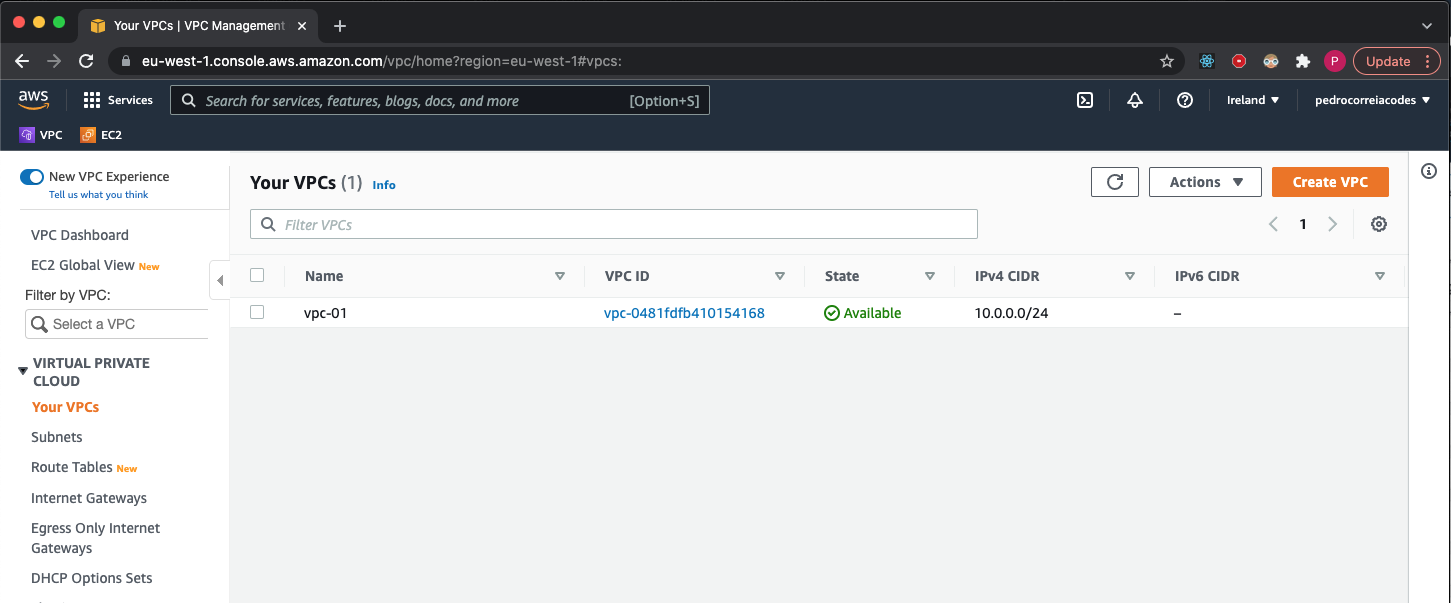 Your VPCs | VPC Management
eu-west-1.console.aws.amazon.com/vpc/home?region=eu-west-1#vpcs:
P
Update
aws
Services
Search for services, features, blogs, docs, and more
[Option+S]
Ireland
pedrocorreiacodes
VPC
EC2
New VPC Experience
Tell us what you think
VPC Dashboard
EC2 Global View New
Filter by VPC:
Select a VPC
VIRTUAL PRIVATE
CLOUD
Your VPCs
Subnets
Route Tables New
Internet Gateways
Egress Only Internet
Gateways
DHCP Options Sets
Your VPCs (1) Info
Actions
Create VPC
Filter VPCs
1
Name VPC ID State IPv4 CIDR IPv6 CIDR
vpc-01 vpc-0481fdfb410154168 Available 10.0.0.0/24 –